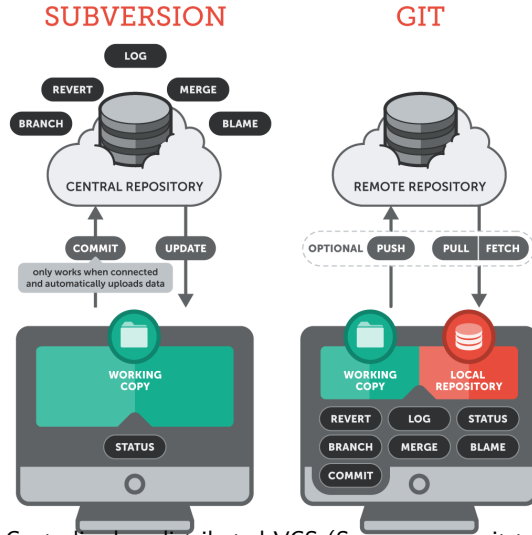 SUBVERSION
GIT
LOG
REVERT
MERGE
BRANCH
BLAME
CENTRAL REPOSITORY
COMMIT
UPDATE
only works when connected
and automatically uploads data
WORKING
COPY
STATUS
REMOTE REPOSITORY
OPTIONAL PUSH PULL FETCH
WORKING
COPY
LOCAL
REPOSITORY
REVERT LOG STATUS
BRANCH MERGE BLAME
COMMIT